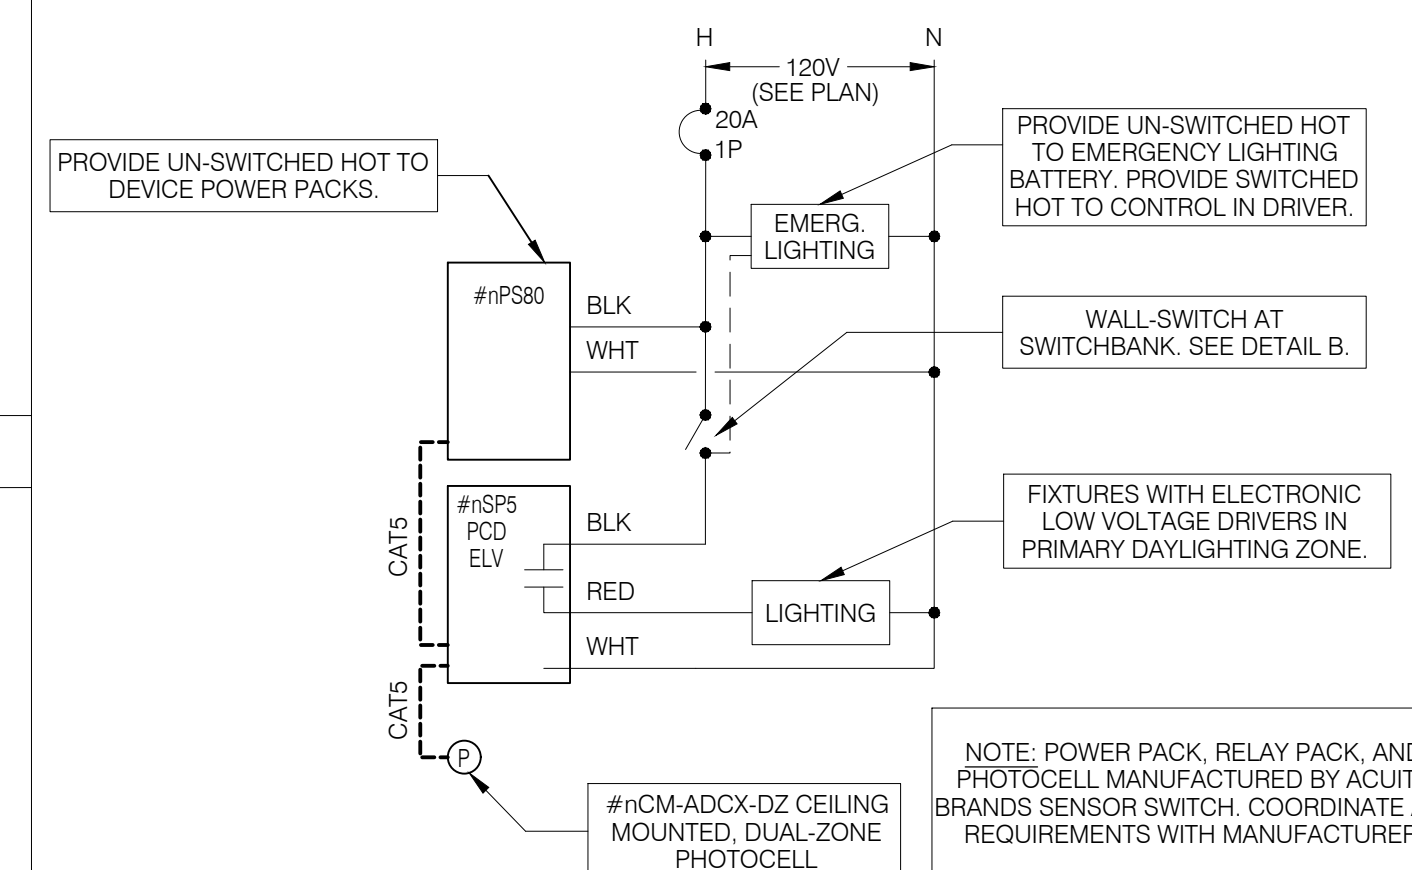 H
N
120V
(SEE PLAN)
20A
1P
PROVIDE UN-SWITCHED HOT TO
DEVICE POWER PACKS.
PROVIDE UN-SWITCHED HOT
TO EMERGENCY LIGHTING
BATTERY. PROVIDE SWITCHED
HOT TO CONTROL IN DRIVER.
EMERG.
LIGHTING
#nPS80
BLK
WHT
WALL-SWITCH AT
SWITCHBANK. SEE DETAIL B.
CAT5
#nSP5
PCD
ELV
BLK
RED
WHT
LIGHTING
FIXTURES WITH ELECTRONIC
LOW VOLTAGE DRIVERS IN
PRIMARY DAYLIGHTING ZONE.
CAT5
P
#nCM-ADCX-DZ CEILING
MOUNTED, DUAL-ZONE
PHOTOCELL
NOTE: POWER PACK, RELAY PACK, AND
PHOTOCELL MANUFACTURED BY ACUIT
BRANDS SENSOR SWITCH. COORDINATE
REQUIREMENTS WITH MANUFACTURER